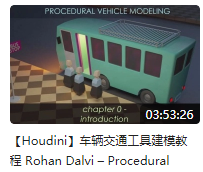 PROCEDURAL VEHICLE MODELING
chapter 0 -
introduction
03:53:26
【Houdini】车辆交通工具建模教
程 Rohan Dalvi – Procedural